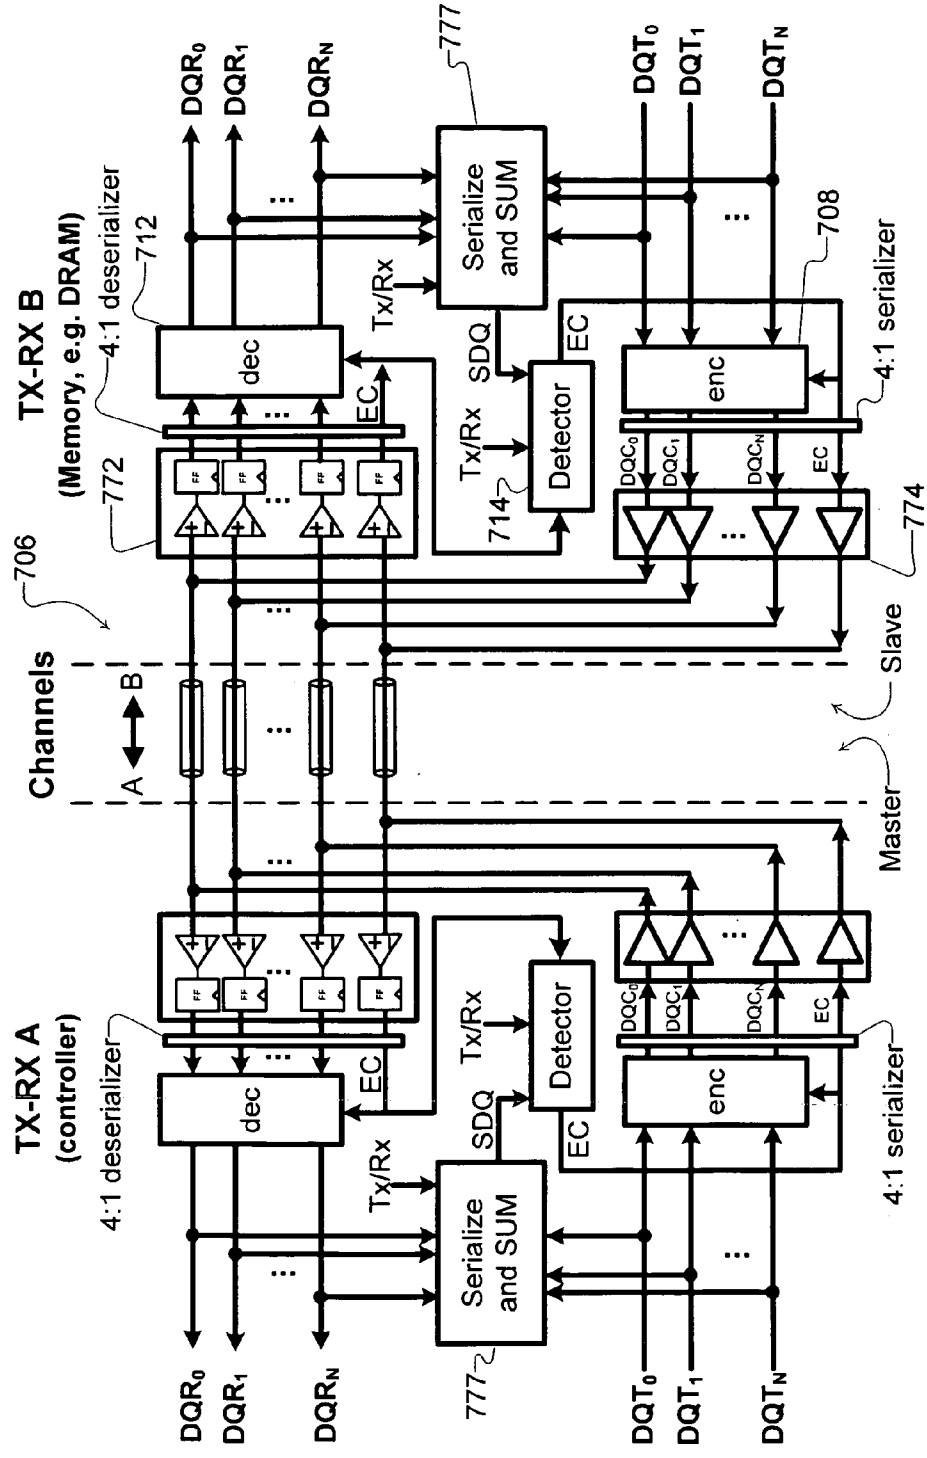 TX-RX A
(controller)
Channels
706
TX-RX B
(Memory, e.g. DRAM)
4:1 deserializer
A
B
772
4:1 deserializer
712
DQR0
DQR1
DQRN
dec
EC
FF
FF
FF
FF
+
−
+
−
+
−
+
−
...
...
...
...
...
+
−
+
−
+
−
+
−
FF
FF
FF
FF
...
...
EC
dec
...
DQR0
DQR1
DQRN
Tx/Rx
Serialize
and SUM
777
SDQ
Tx/Rx
Detector
EC
714
Tx/Rx
Detector
SDQ
EC
Tx/Rx
Serialize
and SUM
777
DQT0
DQT1
DQTN
...
enc
DQC0
DQC1
DQCN
EC
...
4:1 serializer
Master
Slave
...
774
DQC0
DQC1
DQCN
EC
enc
708
4:1 serializer
...
DQT0
DQT1
DQTN